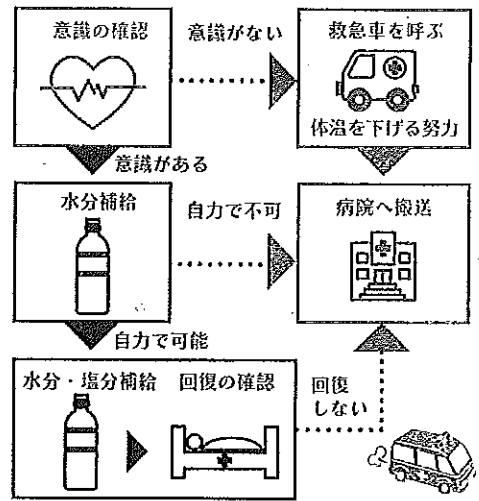 意識の確認
意識がない
救急車を呼ぶ
体温を下げる努力
意識がある
水分補給
自力で不可
病院へ搬送
自力で可能
水分・塩分補給
回復の確認
回復
しない